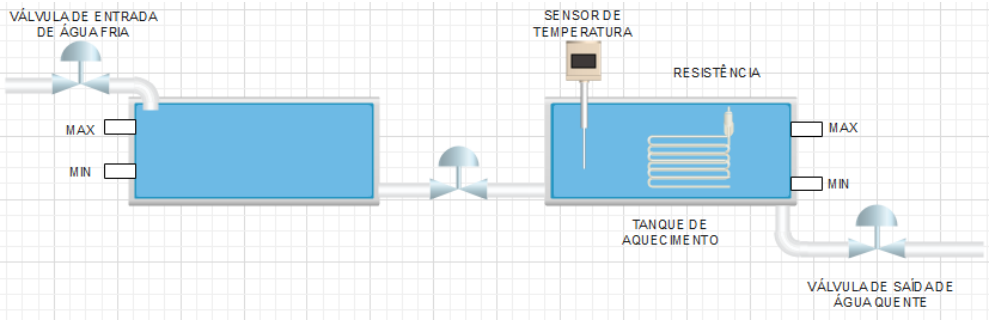 VÁLVULA DE ENTRADA
DE ÁGUA FRIA
SENSOR DE
TEMPERATURA
RESISTÊNCIA
MAX
MIN
MAX
MIN
TANQUE DE
AQUECIMENTO
VÁLVULA DE SAÍDA DE
ÁGUA QUENTE